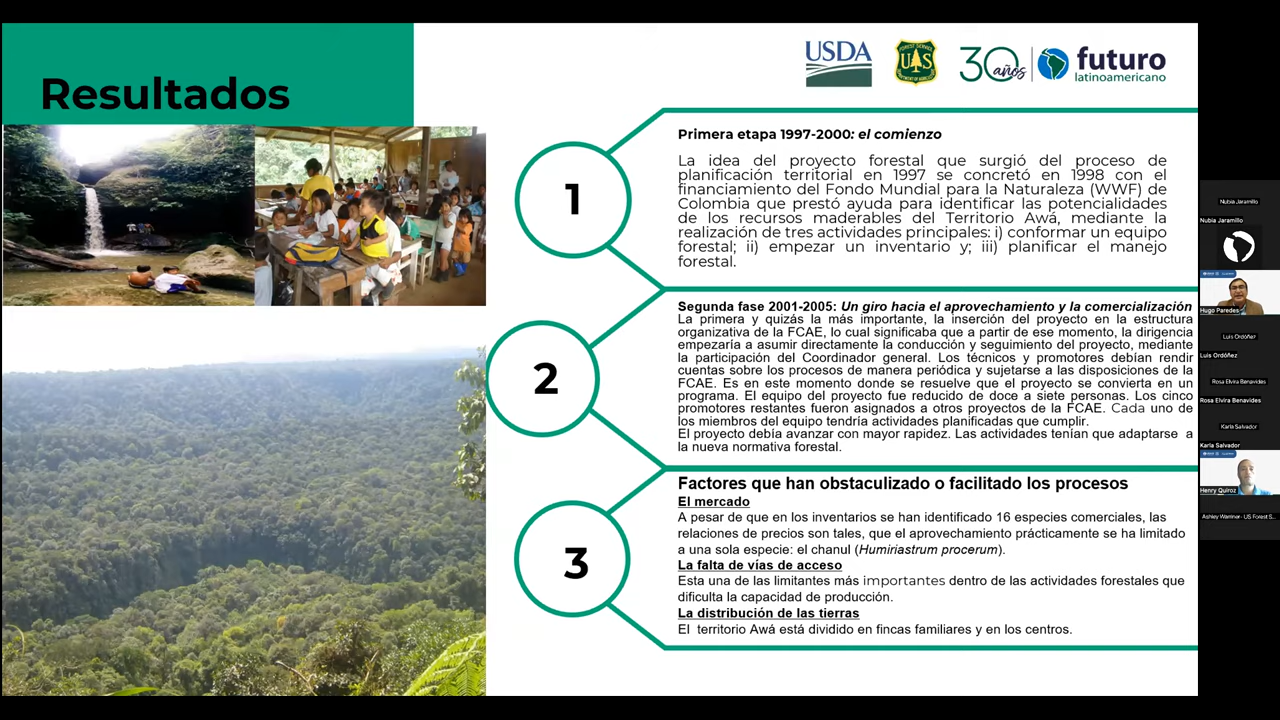 Resultados
USDA
FOREST SERVICE
US
DEPARTMENT OF AGRICULTURE
30 años
futuro
latinoamericano
1
Primera etapa 1997-2000: el comienzo
La idea del proyecto forestal que surgió del proceso de
planificación territorial en 1997 se concretó en 1998 con el
financiamiento del Fondo Mundial para la Naturaleza (WWF) de
Colombia que prestó ayuda para identificar las potencialidades
de los recursos maderables del Territorio Awá, mediante la
realización de tres actividades principales: i) conformar un equipo
forestal; ii) empezar un inventario y; iii) planificar el manejo
forestal.
2
Segunda fase 2001-2005: Un giro hacia el aprovechamiento y la comercialización
La primera y quizás la más importante, la inserción del proyecto en la estructura
organizativa de la FCAE, lo cual significaba que a partir de ese momento, la dirigencia
empezaría a asumir directamente la conducción y seguimiento del proyecto, mediante
la participación del Coordinador general. Los técnicos y promotores debían rendir
cuentas sobre los procesos de manera periódica y sujetarse a las disposiciones de la
FCAE. Es en este momento donde se resuelve que el proyecto se convierta en un
programa. El equipo del proyecto fue reducido de doce a siete personas. Los cinco
promotores restantes fueron asignados a otros proyectos de la FCAE. Cada uno de
los miembros del equipo tendría actividades planificadas que cumplir.
El proyecto debía avanzar con mayor rapidez. Las actividades tenían que adaptarse a
la nueva normativa forestal.
3
Factores que han obstaculizado o facilitado los procesos
El mercado
A pesar de que en los inventarios se han identificado 16 especies comerciales, las
relaciones de precios son tales, que el aprovechamiento prácticamente se ha limitado
a una sola especie: el chanul (Humiriastrum procerum).
La falta de vías de acceso
Esta una de las limitantes más importantes dentro de las actividades forestales que
dificulta la capacidad de producción.
La distribución de las tierras
El territorio Awá está dividido en fincas familiares y en los centros.
Nubia Jaramillo
Nubia Jaramillo
Hugo Paredes
Luis Ordóñez
Luis Ordóñez
Rosa Elvira Benavides
Rosa Elvira Benavides
Karla Salvador
Karla Salvador
Henry Quiroz
Ashley Warriner - US Forest S...